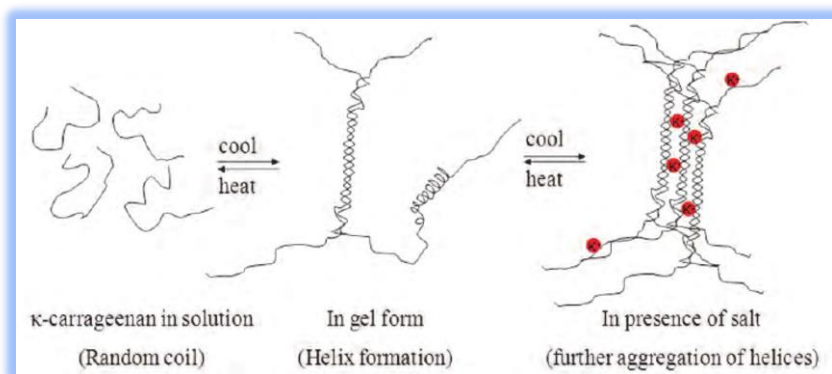 cool
heat
cool
heat
K+
K+
K+
K+
K+
K+
κ-carrageenan in solution
(Random coil)
In gel form
(Helix formation)
In presence of salt
(further aggregation of helices)